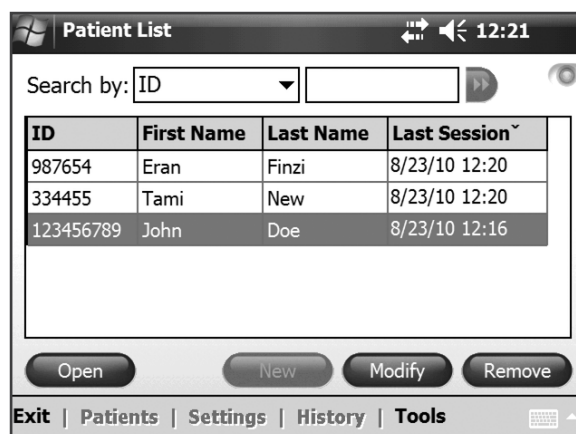 Patient List 12:21
Search by: ID
ID First Name Last Name Last Session
987654 Eran Finzi 8/23/10 12:20
334455 Tami New 8/23/10 12:20
123456789 John Doe 8/23/10 12:16
Open New Modify Remove
Exit | Patients | Settings | History | Tools